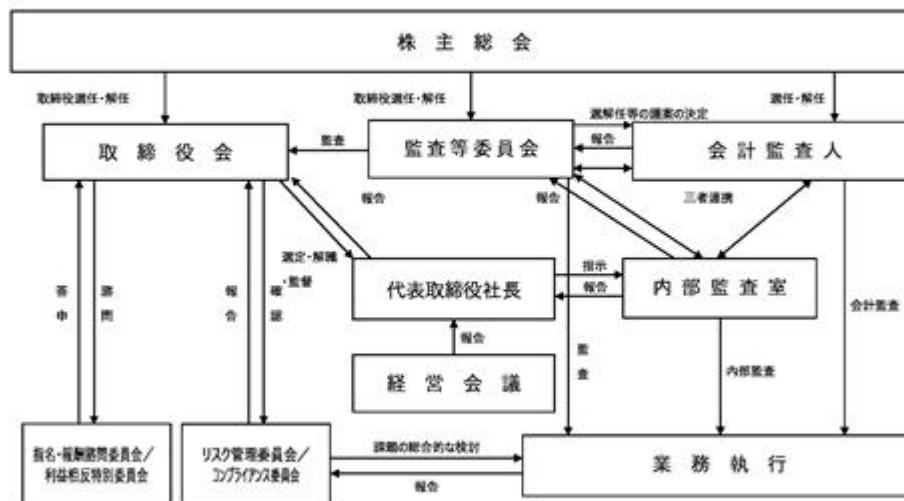 株主総会
取締役選任・解任
取締役選任・解任
選任・解任
選解任等の議案の決定
取締役会
監査
監査等委員会
報告
会計監査人
報告
報告
三者連携
選定・解職
・監督
代表取締役社長
指示
報告
内部監査室
答申
諮問
報告
確認
会計監査
報告
経営会議
監査
内部監査
指名・報酬諮問委員会／
利益相反特別委員会
リスク管理委員会／
コンプライアンス委員会
課題の総合的な検討
報告
業務執行